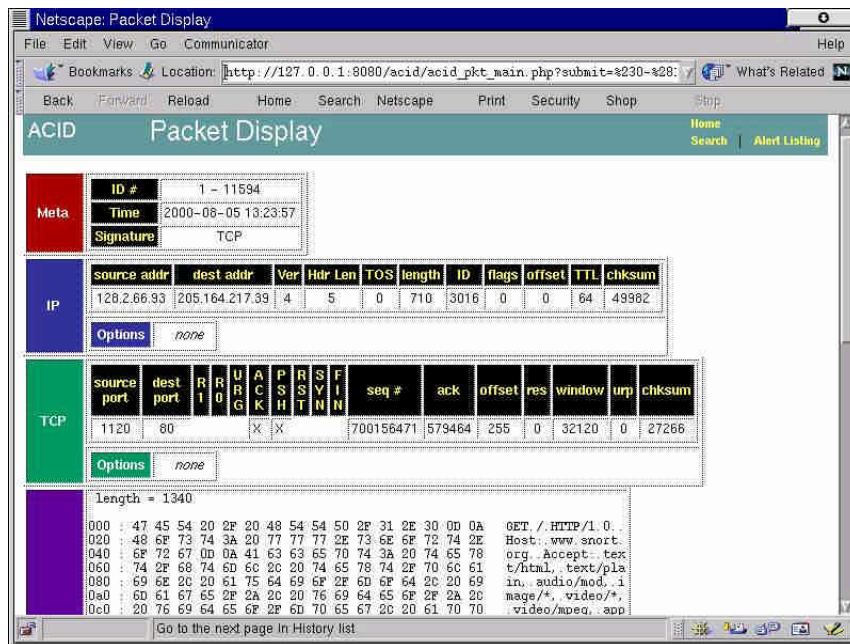 Netscape: Packet Display
File Edit View Go Communicator Help
Bookmarks Location: http://127.0.0.1:8080/acid/acid_pkt_main.php?submit=%230-%28: What's Related N
Back Forward Reload Home Search Netscape Print Security Shop Stop
ACID Packet Display Home
Search | Alert Listing
Meta
ID # 1 - 11594
Time 2000-08-05 13:23:57
Signature TCP
IP
source addr dest addr Ver Hdr Len TOS length ID flags offset TTL chksum
128.2.66.93 205.164.217.39 4 5 0 710 3016 0 0 64 49982
Options none
TCP
source port dest port R1 R0 URG ACK PSH RST SYN FIN seq # ack offset res window urp chksum
1120 80 X X 700156471 579464 255 0 32120 0 27266
Options none
length = 1340
000 : 47 45 54 20 2F 20 48 54 54 50 2F 31 2E 30 0D 0A GET./.HTTP/1.0..
020 : 48 6F 73 74 3A 20 77 77 77 2E 73 6E 6F 72 74 2E Host:.www.snort.
040 : 6F 72 67 0D 0A 41 63 63 65 70 74 3A 20 74 65 78 org..Accept:.tex
060 : 74 2F 68 74 6D 6C 2C 20 74 65 78 74 2F 70 6C 61 t/html,.text/pla
080 : 69 6E 2C 20 61 75 64 69 6F 2F 6D 6F 64 2C 20 69 in,.audio/mod,.i
0a0 : 6D 61 67 65 2F 2A 2C 20 76 69 64 65 6F 2F 2A 2C mage/*,.video/*,
0c0 : 20 76 69 64 65 6F 2F 6D 70 65 67 2C 20 61 70 70 .video/mpeg,.app
Go to the next page in History list